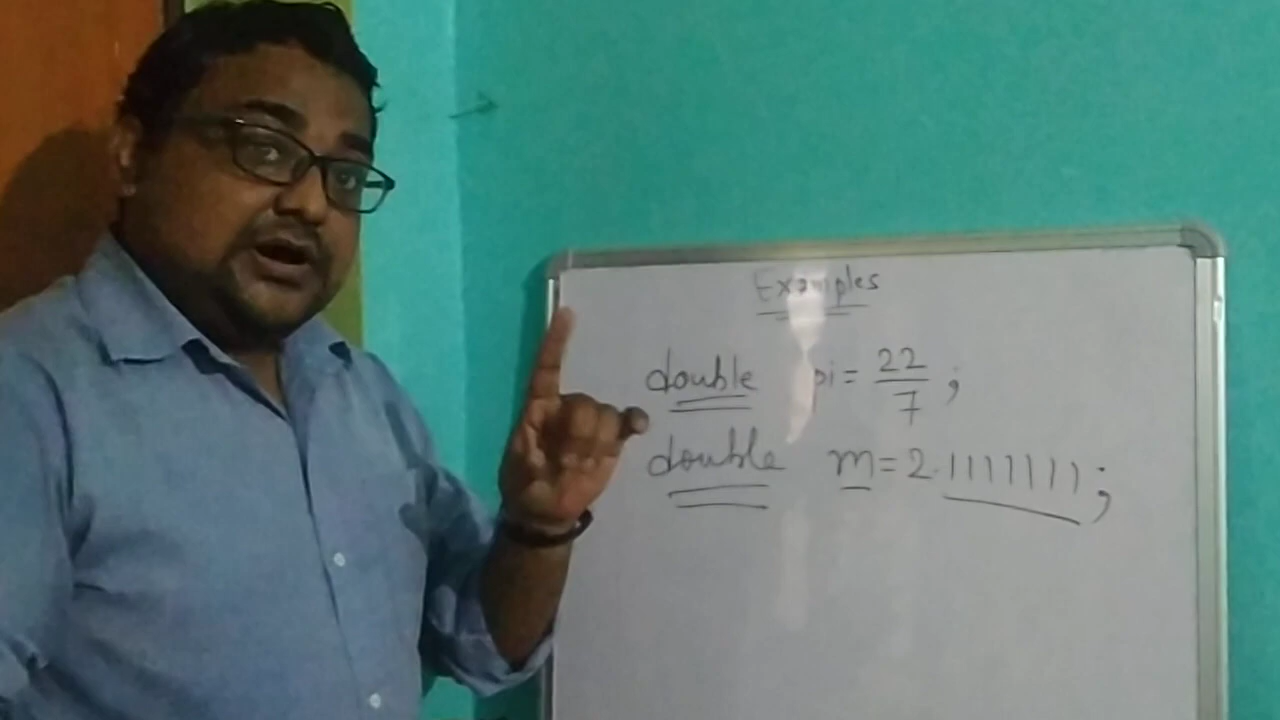 Examples
double pi = 22/7 ;
double m = 2.1111111 ;